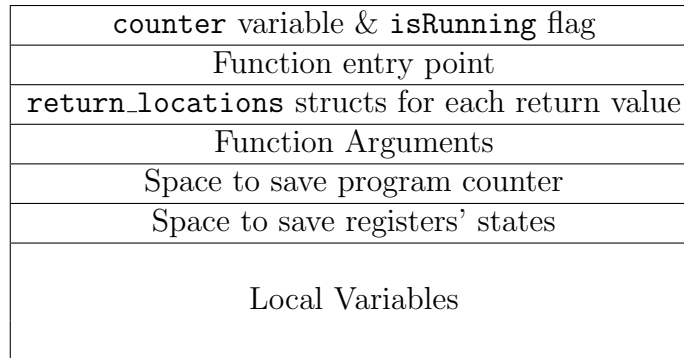 counter variable & isRunning flag
Function entry point
return_locations structs for each return value
Function Arguments
Space to save program counter
Space to save registers' states
Local Variables